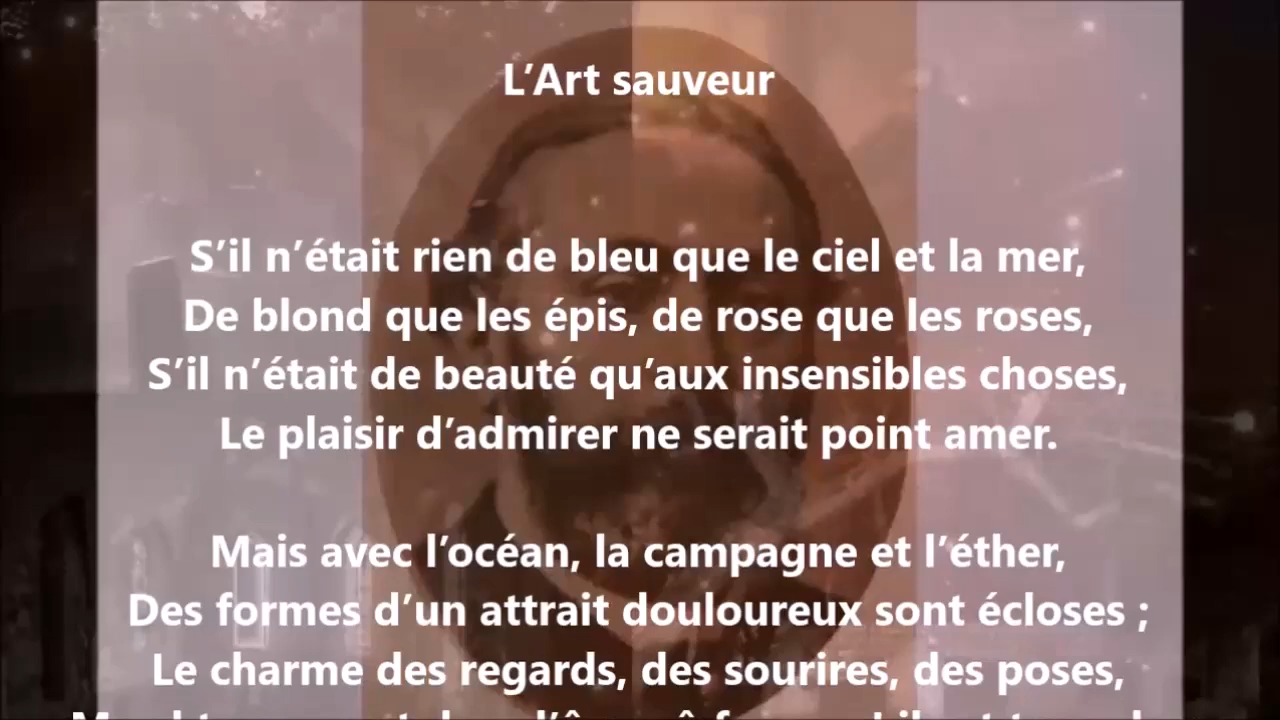 L’Art sauveur
S’il n’était rien de bleu que le ciel et la mer,
De blond que les épis, de rose que les roses,
S’il n’était de beauté qu’aux insensibles choses,
Le plaisir d’admirer ne serait point amer.
Mais avec l’océan, la campagne et l’éther,
Des formes d’un attrait douloureux sont écloses ;
Le charme des regards, des sourires, des poses,